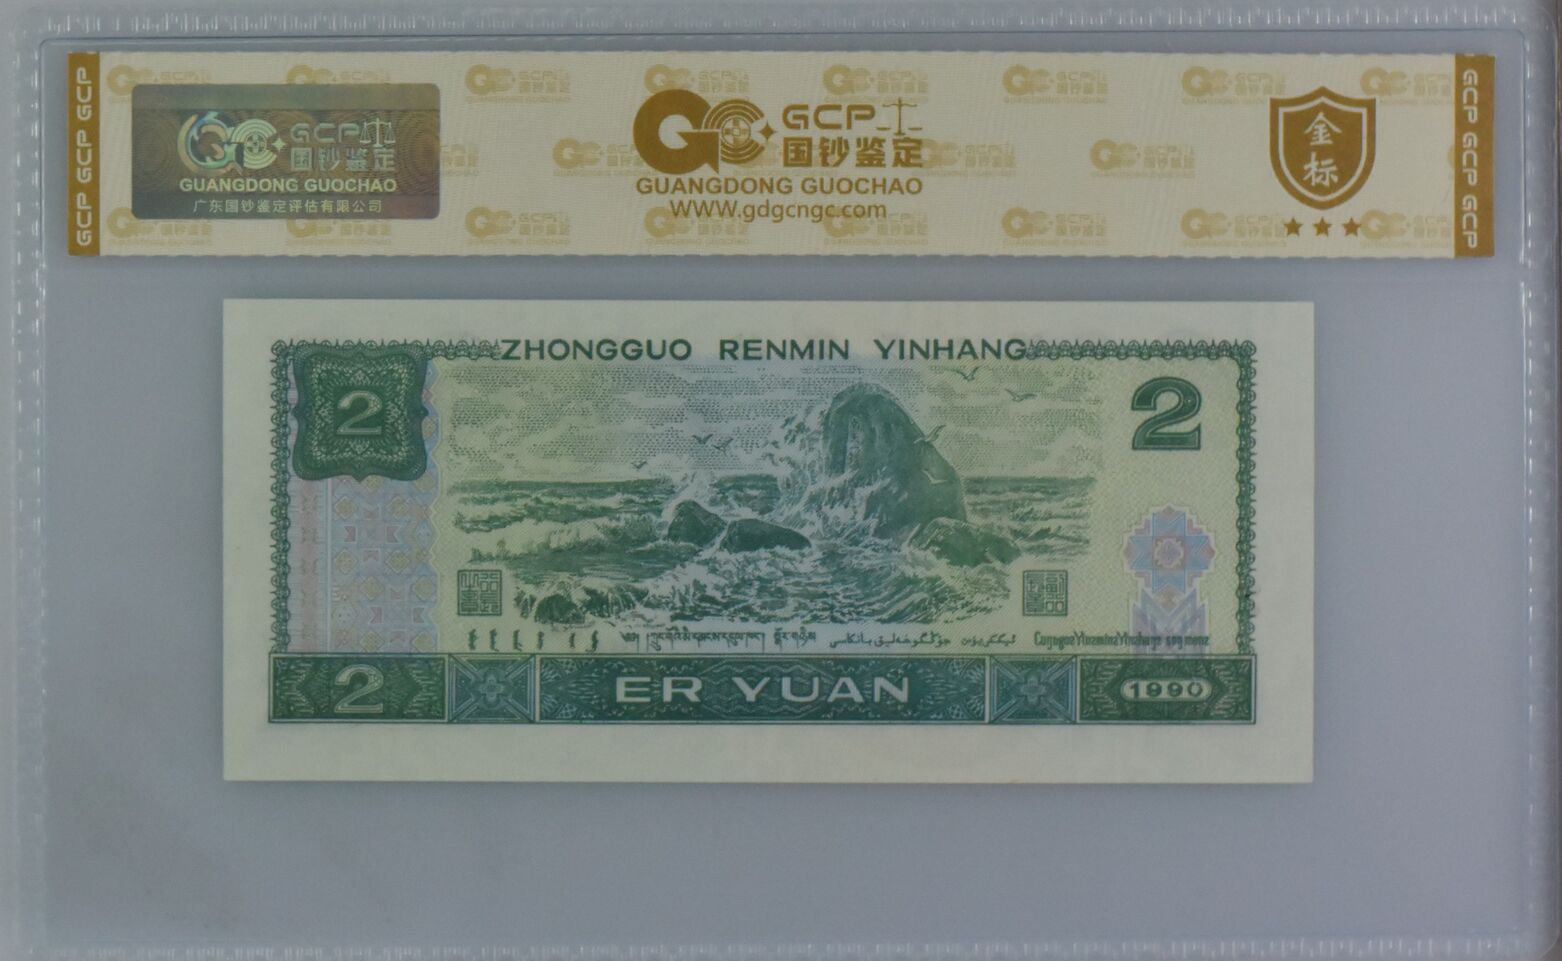 GCP GCP GCP
GCP
国钞鉴定
GUANGDONG GUOCHAO
广东国钞鉴定评估有限公司
GCP
国钞鉴定
GUANGDONG GUOCHAO
WWW.gdgcngc.com
金
标
GCP GCP GCP
ZHONGGUO RENMIN YINHANG
2
2
2
ER YUAN
1990